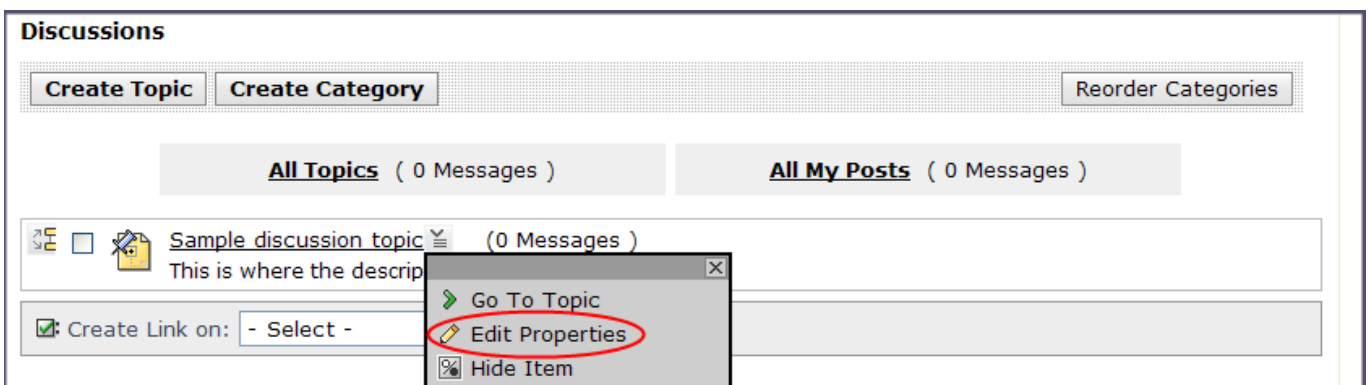 Discussions
Create Topic Create Category Reorder Categories
All Topics ( 0 Messages ) All My Posts ( 0 Messages )
Sample discussion topic (0 Messages )
This is where the descrip
Go To Topic
Create Link on: - Select - Edit Properties
Hide Item